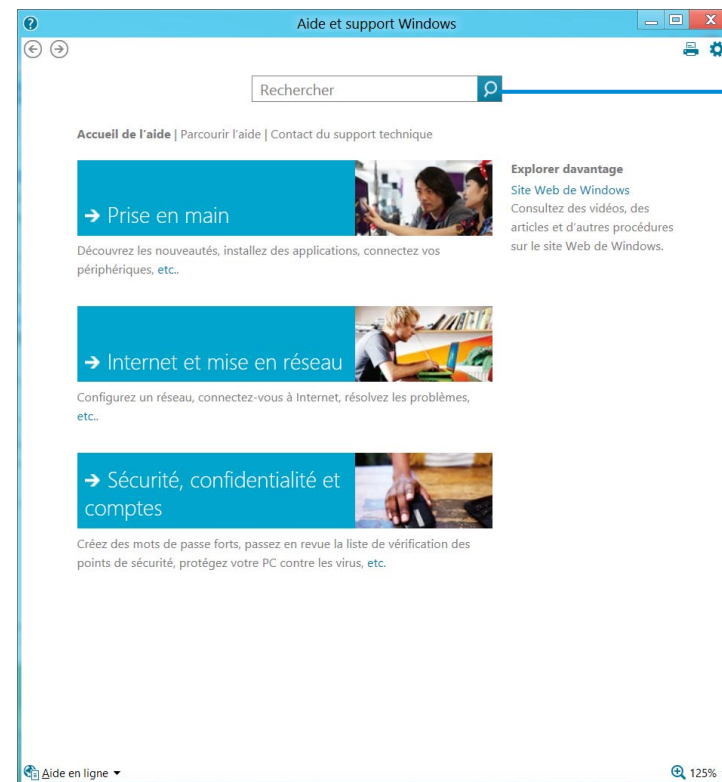 Aide et support Windows
Rechercher
Accueil de l'aide | Parcourir l'aide | Contact du support technique
→ Prise en main
Découvrez les nouveautés, installez des applications, connectez vos
périphériques, etc..
→ Internet et mise en réseau
Configurez un réseau, connectez-vous à Internet, résolvez les problèmes,
etc..
→ Sécurité, confidentialité et
comptes
Créez des mots de passe forts, passez en revue la liste de vérification des
points de sécurité, protégez votre PC contre les virus, etc.
Explorer davantage
Site Web de Windows
Consultez des vidéos, des
articles et d'autres procédures
sur le site Web de Windows.
Aide en ligne
125%